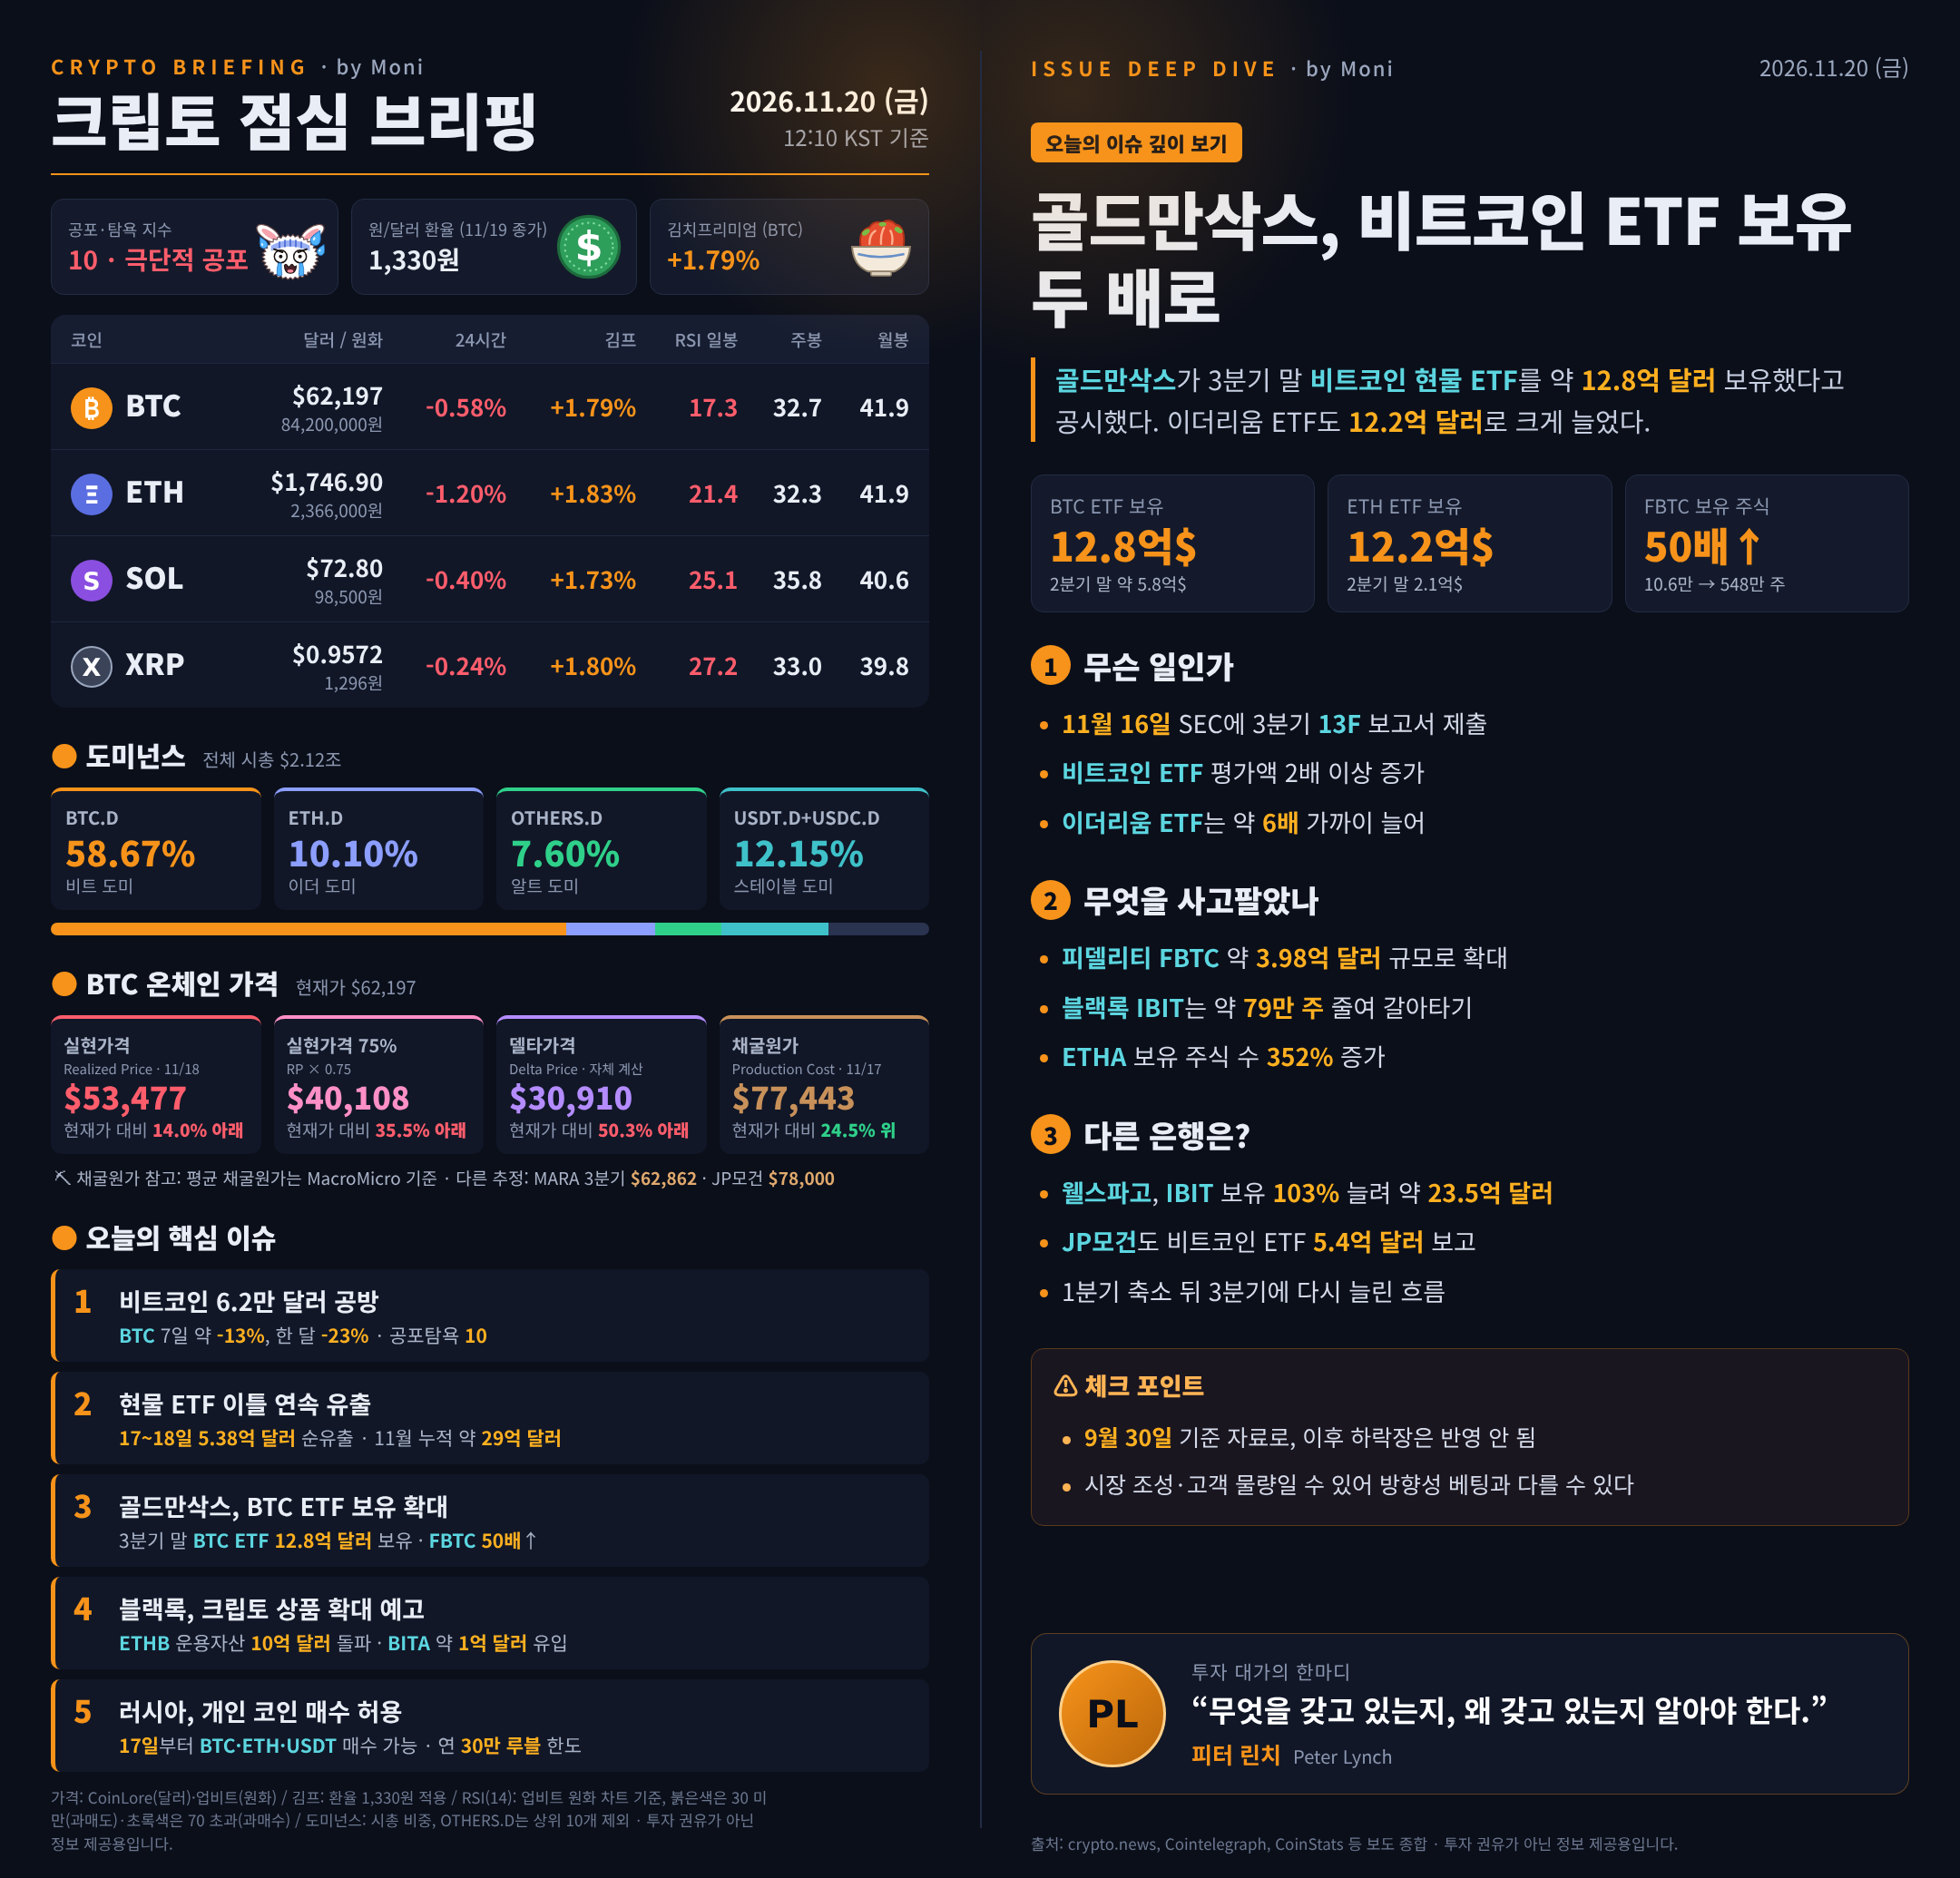 CRYPTO BRIEFING · by Moni
크립토 점심 브리핑
2026.11.20 (금)
12:10 KST 기준
공포·탐욕 지수
10 · 극단적 공포
원/달러 환율 (11/19 종가)
1,330원
$
김치프리미엄 (BTC)
+1.79%
코인 달러 / 원화 24시간 김프 RSI 일봉 주봉 월봉
BTC $62,197 -0.58% +1.79% 17.3 32.7 41.9
84,200,000원
Ξ ETH $1,746.90 -1.20% +1.83% 21.4 32.3 41.9
2,366,000원
S SOL $72.80 -0.40% +1.73% 25.1 35.8 40.6
98,500원
X XRP $0.9572 -0.24% +1.80% 27.2 33.0 39.8
1,296원
도미넌스 전체 시총 $2.12조
BTC.D
58.67%
비트 도미
ETH.D
10.10%
이더 도미
OTHERS.D
7.60%
알트 도미
USDT.D+USDC.D
12.15%
스테이블 도미
BTC 온체인 가격 현재가 $62,197
실현가격
Realized Price · 11/18
$53,477
현재가 대비 14.0% 아래
실현가격 75%
RP × 0.75
$40,108
현재가 대비 35.5% 아래
델타가격
Delta Price · 자체 계산
$30,910
현재가 대비 50.3% 아래
채굴원가
Production Cost · 11/17
$77,443
현재가 대비 24.5% 위
⛏ 채굴원가 참고: 평균 채굴원가는 MacroMicro 기준 · 다른 추정: MARA 3분기 $62,862 · JP모건 $78,000
오늘의 핵심 이슈
1 비트코인 6.2만 달러 공방
BTC 7일 약 -13%, 한 달 -23% · 공포탐욕 10
2 현물 ETF 이틀 연속 유출
17~18일 5.38억 달러 순유출 · 11월 누적 약 29억 달러
3 골드만삭스, BTC ETF 보유 확대
3분기 말 BTC ETF 12.8억 달러 보유 · FBTC 50배↑
4 블랙록, 크립토 상품 확대 예고
ETHB 운용자산 10억 달러 돌파 · BITA 약 1억 달러 유입
5 러시아, 개인 코인 매수 허용
17일부터 BTC·ETH·USDT 매수 가능 · 연 30만 루블 한도
가격: CoinLore(달러)·업비트(원화) / 김프: 환율 1,330원 적용 / RSI(14): 업비트 원화 차트 기준, 붉은색은 30 미
만(과매도)·초록색은 70 초과(과매수) / 도미넌스: 시총 비중, OTHERS.D는 상위 10개 제외 · 투자 권유가 아닌
정보 제공용입니다.
ISSUE DEEP DIVE · by Moni
2026.11.20 (금)
오늘의 이슈 깊이 보기
골드만삭스, 비트코인 ETF 보유
두 배로
골드만삭스가 3분기 말 비트코인 현물 ETF를 약 12.8억 달러 보유했다고
공시했다. 이더리움 ETF도 12.2억 달러로 크게 늘었다.
BTC ETF 보유
12.8억$
2분기 말 약 5.8억$
ETH ETF 보유
12.2억$
2분기 말 2.1억$
FBTC 보유 주식
50배↑
10.6만 → 548만 주
1 무슨 일인가
• 11월 16일 SEC에 3분기 13F 보고서 제출
• 비트코인 ETF 평가액 2배 이상 증가
• 이더리움 ETF는 약 6배 가까이 늘어
2 무엇을 사고팔았나
• 피델리티 FBTC 약 3.98억 달러 규모로 확대
• 블랙록 IBIT는 약 79만 주 줄여 갈아타기
• ETHA 보유 주식 수 352% 증가
3 다른 은행은?
• 웰스파고, IBIT 보유 103% 늘려 약 23.5억 달러
• JP모건도 비트코인 ETF 5.4억 달러 보고
• 1분기 축소 뒤 3분기에 다시 늘린 흐름
⚠ 체크 포인트
• 9월 30일 기준 자료로, 이후 하락장은 반영 안 됨
• 시장 조성·고객 물량일 수 있어 방향성 베팅과 다를 수 있다
PL
투자 대가의 한마디
“무엇을 갖고 있는지, 왜 갖고 있는지 알아야 한다.”
피터 린치 Peter Lynch
출처: crypto.news, Cointelegraph, CoinStats 등 보도 종합 · 투자 권유가 아닌 정보 제공용입니다.